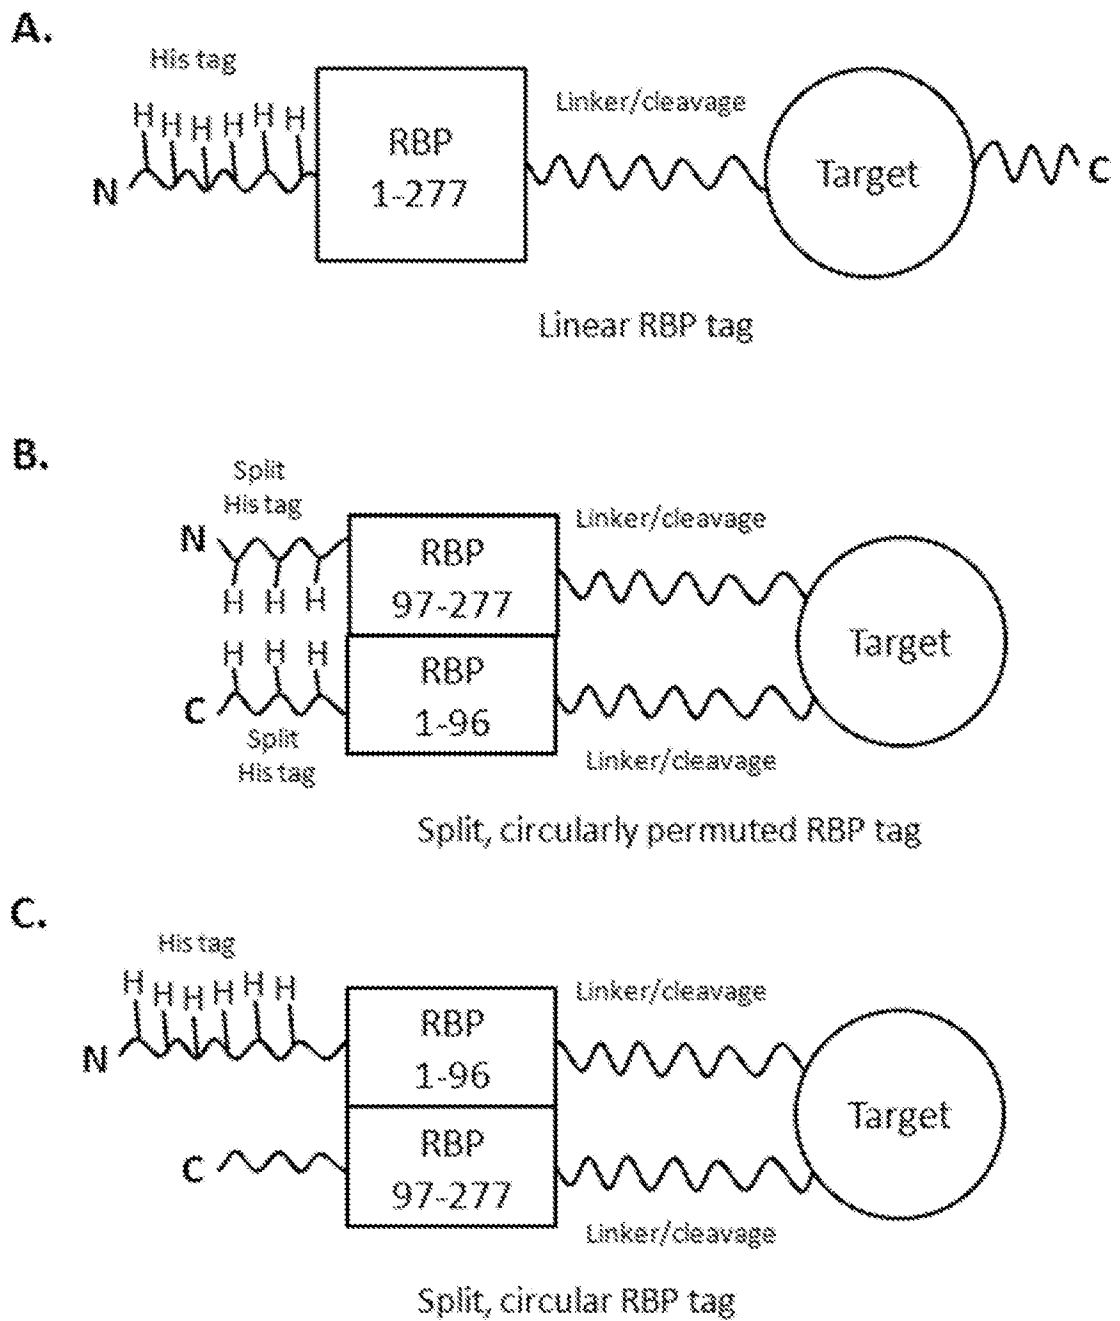 A.
His tag
H H H H H H
Linker/cleavage
RBP
1-277
Target
N
C
Linear RBP tag
B.
Split
His tag
N
H H H
RBP
97-277
Linker/cleavage
Target
H H H
C
RBP
1-96
Split
His tag
Linker/cleavage
Split, circularly permuted RBP tag
C.
His tag
H H H H H H
N
RBP
1-96
Linker/cleavage
Target
C
RBP
97-277
Linker/cleavage
Split, circular RBP tag